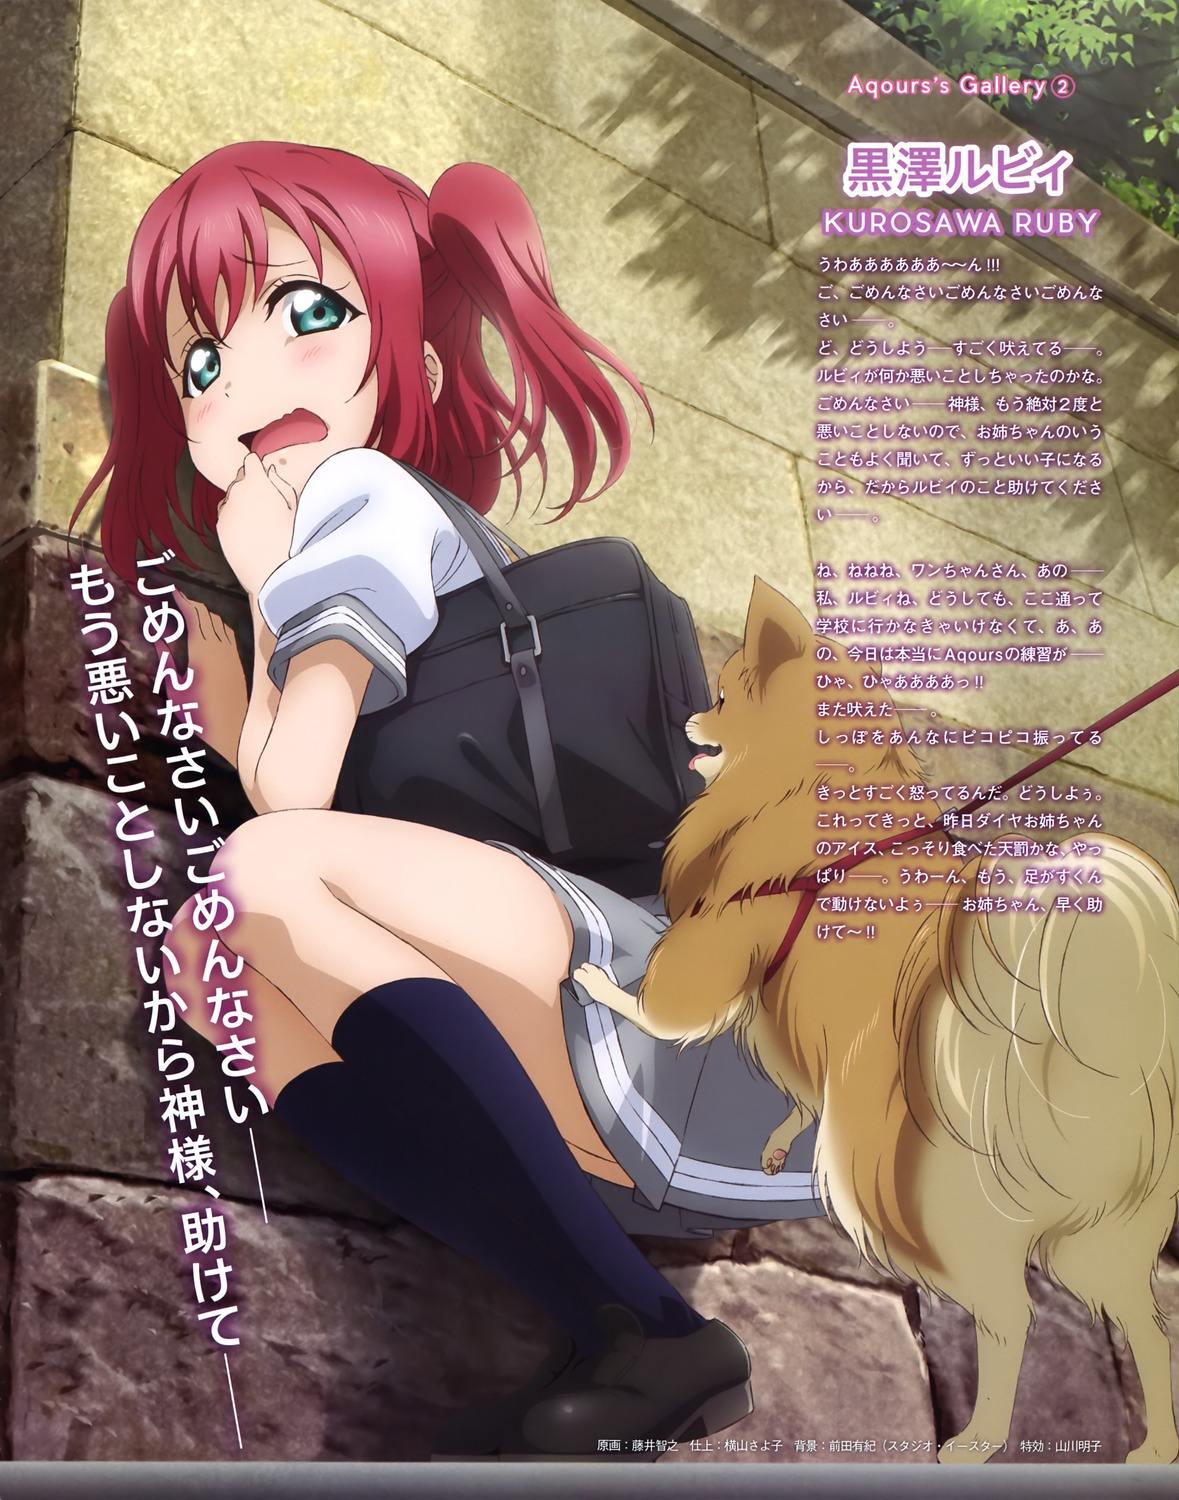 Aqours's Gallery②
黒澤ルビィ
KUROSAWA RUBY
うわああああああ〜〜ん!!!
ご、ごめんなさいごめんなさいごめんな
さい――。
ど、どうしよう――すごく吠えてる――。
ルビィが何か悪いことしちゃったのかな。
ごめんなさい――神様、もう絶対2度と
悪いことしないので、お姉ちゃんのいう
こともよく聞いて、ずっといい子になる
から、だからルビイのこと助けてくださ
い――。
ね、ねねね、ワンちゃんさん、あの――
私、ルビィね、どうしても、ここ通って
学校に行かなきゃいけなくて、あ、あ
の、今日は本当にAqoursの練習が――
ひゃ、ひゃああああっ!!
また吠えた――。
しっぽをあんなにピコピコ振ってる
――。
きっとすごく怒ってるんだ。どうしよぅ。
これってきっと、昨日ダイヤお姉ちゃん
のアイス、こっそり食べた天罰かな、やっ
ぱり――。うわーん、もう、足がすくん
で動けないよぅ――お姉ちゃん、早く助
けて〜!!
ごめんなさいごめんなさい――
もう悪いことしないから神様、助けて――
原画：藤井智之　仕上：横山さよ子　背景：前田有紀（スタジオ・イースター）　特効：山川明子